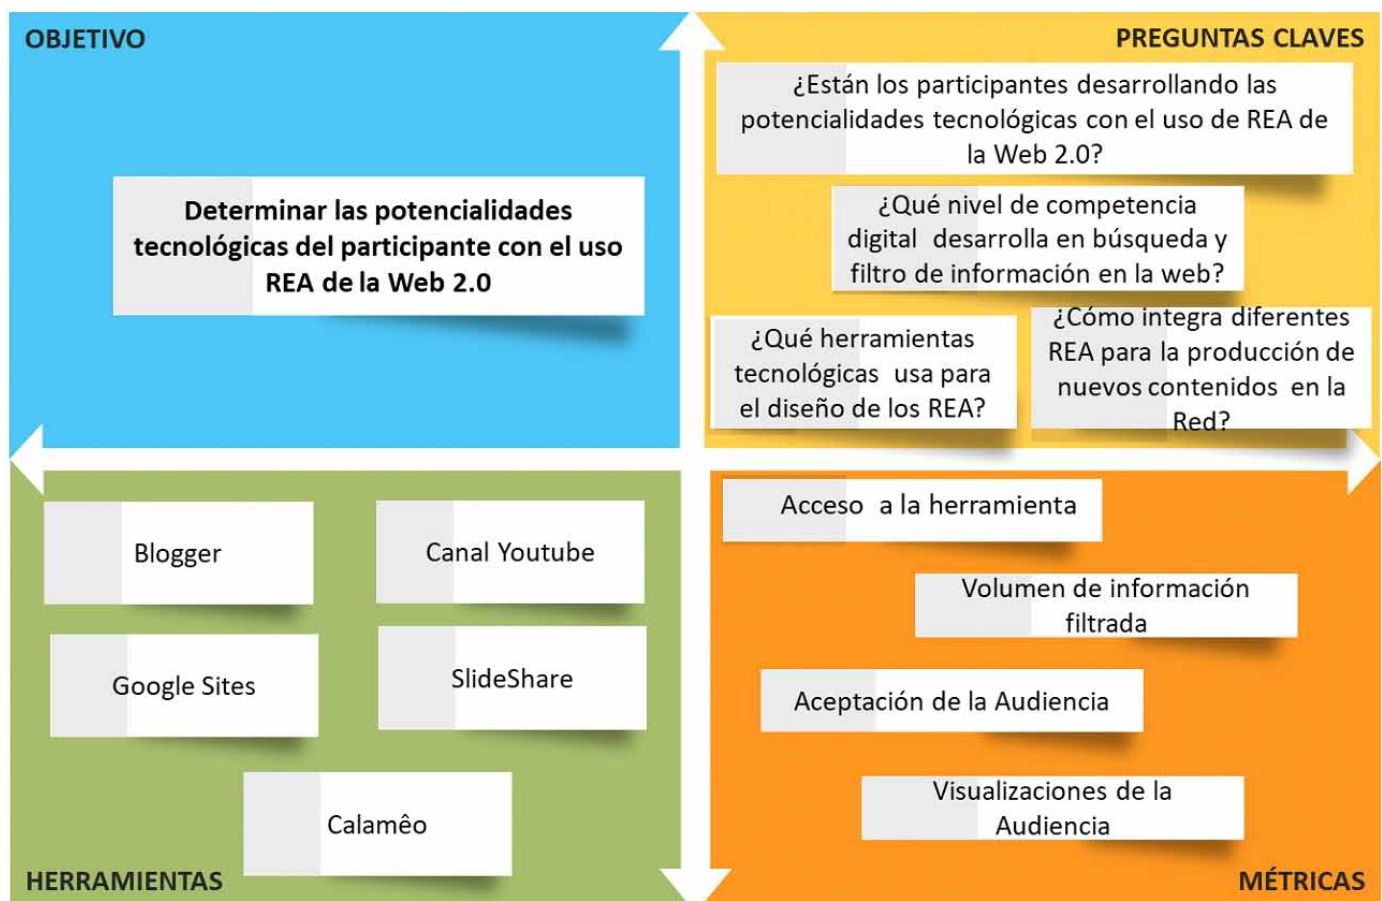 OBJETIVO
Determinar las potencialidades
tecnológicas del participante con el uso
REA de la Web 2.0
PREGUNTAS CLAVES
¿Están los participantes desarrollando las
potencialidades tecnológicas con el uso de REA de
la Web 2.0?
¿Qué nivel de competencia
digital desarrolla en búsqueda y
filtro de información en la web?
¿Qué herramientas
tecnológicas usa para
el diseño de los REA?
¿Cómo integra diferentes
REA para la producción de
nuevos contenidos en la
Red?
Blogger
Canal Youtube
Google Sites
SlideShare
Calamêo
HERRAMIENTAS
Acceso a la herramienta
Volumen de información
filtrada
Aceptación de la Audiencia
Visualizaciones de la
Audiencia
MÉTRICAS